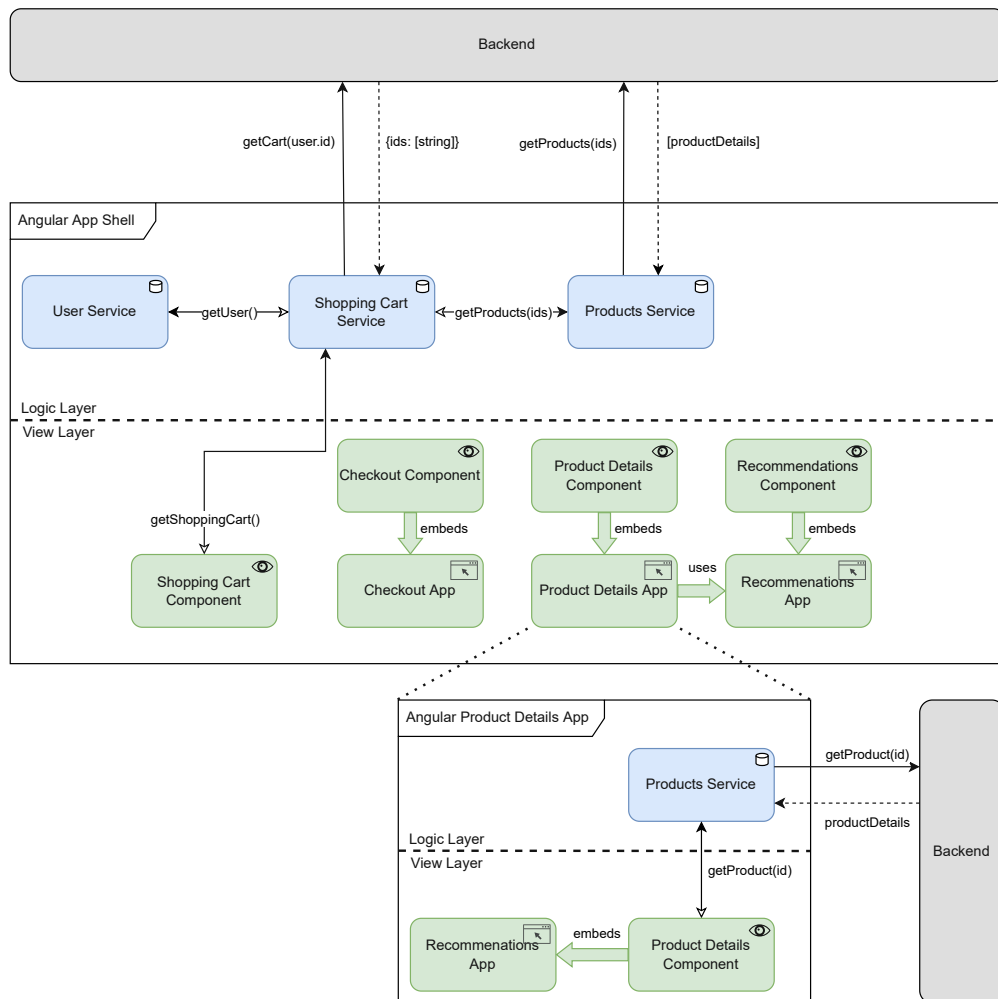 Backend
getCart(user.id)
{ids: [string]}
getProducts(ids)
[productDetails]
Angular App Shell
User Service
getUser()
Shopping Cart
Service
getProducts(ids)
Products Service
Logic Layer
View Layer
Checkout Component
Product Details
Component
Recommendations
Component
embeds
embeds
embeds
getShoppingCart()
Shopping Cart
Component
Checkout App
Product Details App
uses
Recommenations
App
Angular Product Details App
Products Service
getProduct(id)
productDetails
Backend
Logic Layer
View Layer
getProduct(id)
Recommenations
App
embeds
Product Details
Component